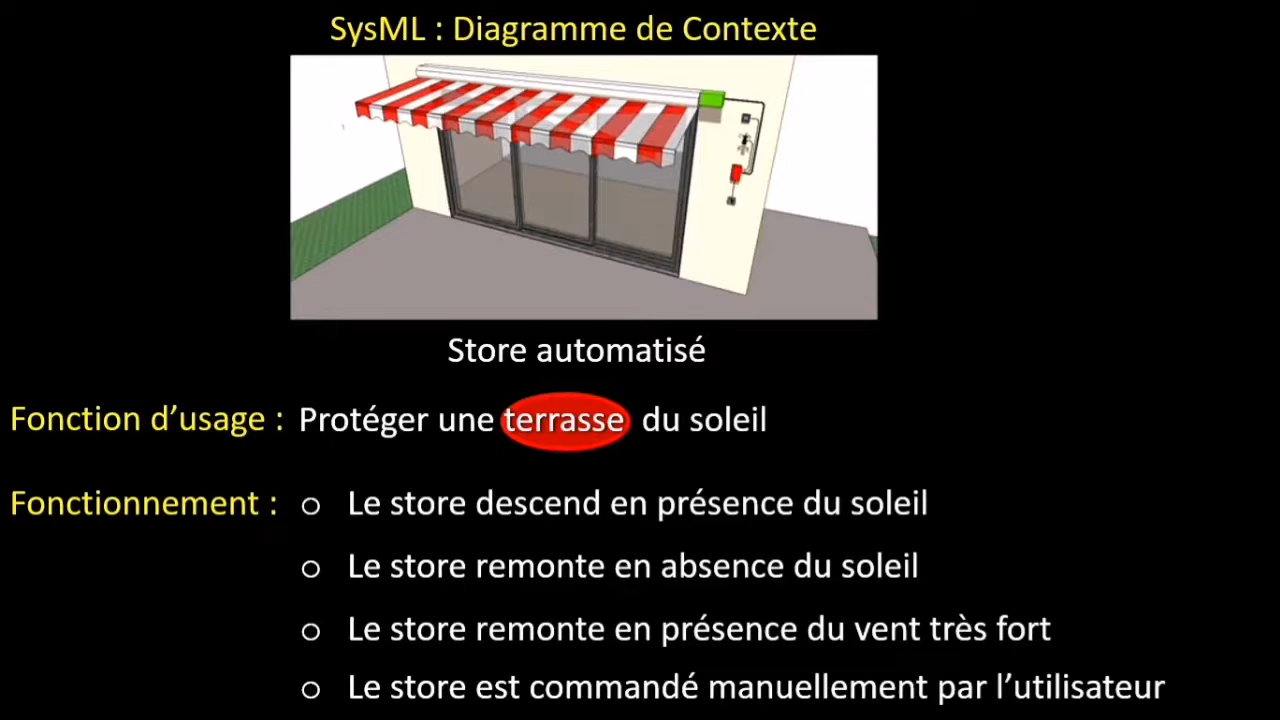 SysML : Diagramme de Contexte
Store automatisé
Fonction d’usage : Protéger une terrasse du soleil
Fonctionnement : o Le store descend en présence du soleil
o Le store remonte en absence du soleil
o Le store remonte en présence du vent très fort
o Le store est commandé manuellement par l’utilisateur